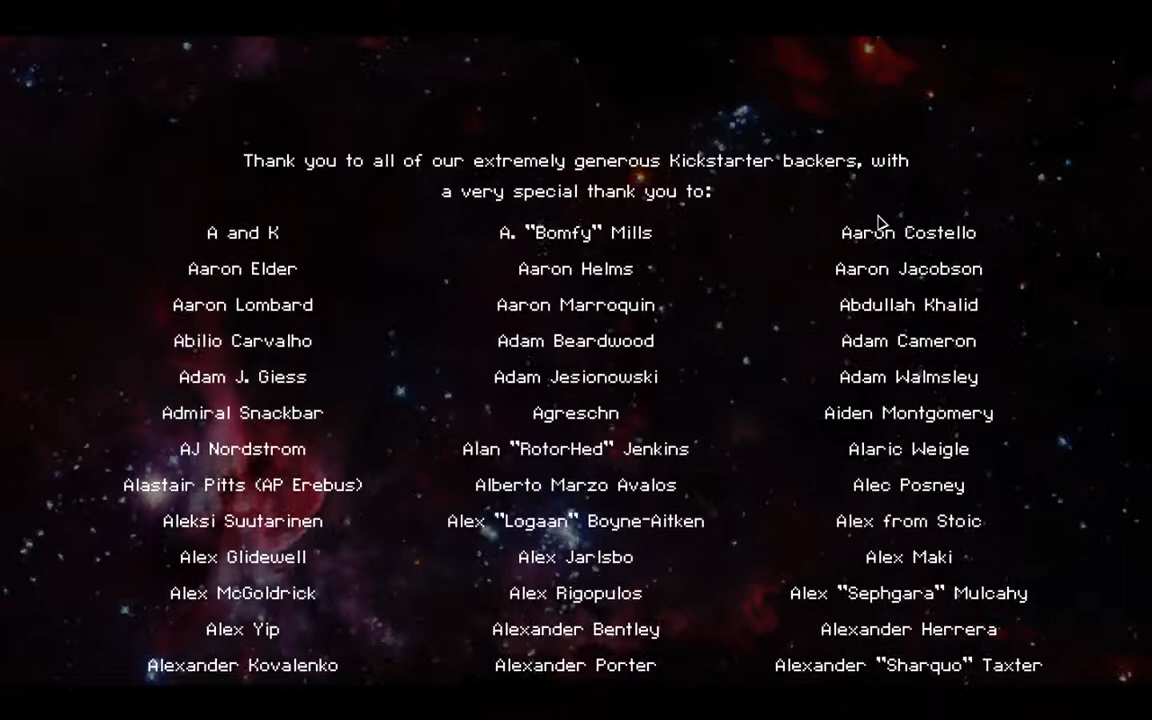 Thank you to all of our extremely generous Kickstarter backers, with
a very special thank you to:
A and K A. "Bomfy" Mills Aaron Costello
Aaron Elder Aaron Helms Aaron Jacobson
Aaron Lombard Aaron Marroquin Abdullah Khalid
Abilio Carvalho Adam Beardwood Adam Cameron
Adam J. Giess Adam Jesionowski Adam Walmsley
Admiral Snackbar Agreschn Aiden Montgomery
AJ Nordstrom Alan "RotorHed" Jenkins Alaric Weigle
Alastair Pitts (AP Erebus) Alberto Marzo Avalos Alec Posney
Aleksi Suutarinen Alex "Logaan" Boyne-Aitken Alex from Stoic
Alex Glidewell Alex Jarlsbo Alex Maki
Alex McGoldrick Alex Rigopulos Alex "Sephgara" Mulcahy
Alex Yip Alexander Bentley Alexander Herrera
Alexander Kovalenko Alexander Porter Alexander "Sharquo" Taxter